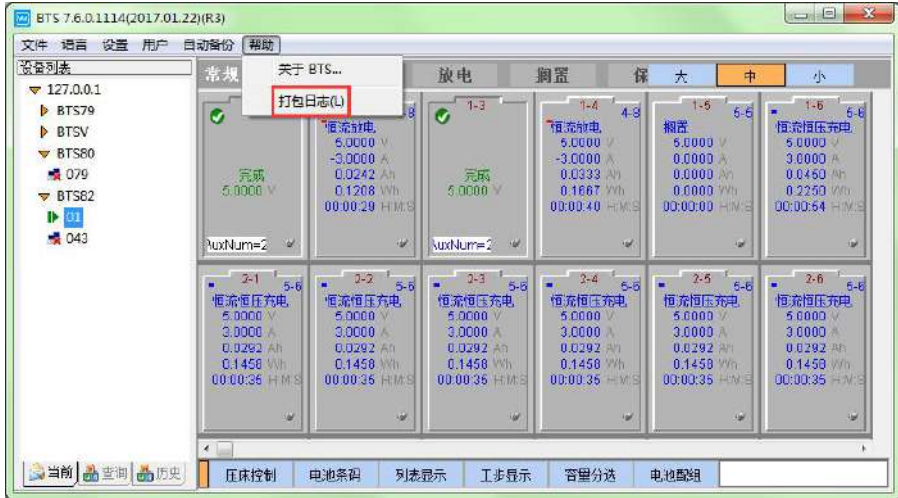 BTS 7.6.0.1114(2017.01.22)(R3)
文件 语言 设置 用户 自动备份 帮助
设备列表
127.0.0.1
BTS79
BTSV
BTS80
079
BTS82
01
043
当前 查询 历史
关于 BTS...
打包日志(L)
常规 放电 搁置 保 大 中 小
完成
5.0000 V
AuxNum=2
8
恒流放电
5.0000 V
-3.0000 A
0.0242 Ah
0.1208 Wh
00:00:29 H:M:S
1-3
完成
5.0000 V
AuxNum=2
1-4 4-8
恒流放电
5.0000 V
-3.0000 A
0.0333 Ah
0.1667 Wh
00:00:40 H:M:S
1-5 5-6
搁置
5.0000 V
0.0000 A
0.0000 Ah
0.0000 Wh
00:00:00 H:M:S
1-6 5-6
恒流恒压充电
5.0000 V
3.0000 A
0.0450 Ah
0.2250 Wh
00:00:54 H:M:S
2-1 5-6
恒流恒压充电
5.0000 V
3.0000 A
0.0292 Ah
0.1458 Wh
00:00:35 H:M:S
2-2 5-6
恒流恒压充电
5.0000 V
3.0000 A
0.0292 Ah
0.1458 Wh
00:00:35 H:M:S
2-3 5-6
恒流恒压充电
5.0000 V
3.0000 A
0.0292 Ah
0.1458 Wh
00:00:35 H:M:S
2-4 5-6
恒流恒压充电
5.0000 V
3.0000 A
0.0292 Ah
0.1458 Wh
00:00:35 H:M:S
2-5 5-6
恒流恒压充电
5.0000 V
3.0000 A
0.0292 Ah
0.1458 Wh
00:00:35 H:M:S
2-6 5-6
恒流恒压充电
5.0000 V
3.0000 A
0.0292 Ah
0.1458 Wh
00:00:35 H:M:S
压床控制 电池条码 列表显示 工步显示 容量分选 电池配组